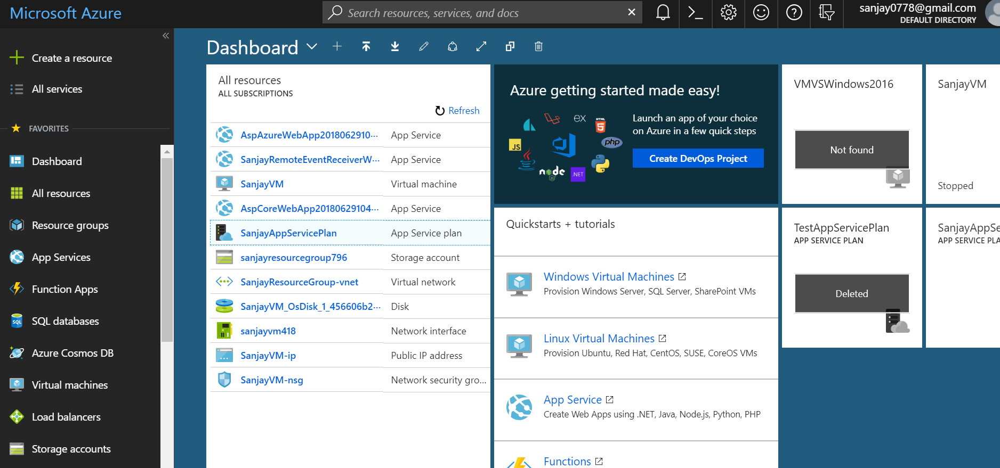 Microsoft Azure
Search resources, services, and docs
sanjay0778@gmail.com
DEFAULT DIRECTORY
Create a resource
All services
FAVORITES
Dashboard
All resources
Resource groups
App Services
Function Apps
SQL databases
Azure Cosmos DB
Virtual machines
Load balancers
Storage accounts
Dashboard
All resources
ALL SUBSCRIPTIONS
Refresh
AspAzureWebApp2018062910··· App Service
SanjayRemoteEventReceiverW··· App Service
SanjayVM Virtual machine
AspCoreWebApp20180629104··· App Service
SanjayAppServicePlan App Service plan
sanjayresourcegroup796 Storage account
SanjayResourceGroup-vnet Virtual network
SanjayVM_OsDisk_1_456606b2··· Disk
sanjayvm418 Network interface
SanjayVM-ip Public IP address
SanjayVM-nsg Network security gro...
Azure getting started made easy!
Launch an app of your choice
on Azure in a few quick steps
Create DevOps Project
EX
HTML
5
JS
php
node
JS
.NET
Quickstarts + tutorials
Windows Virtual Machines
Provision Windows Server, SQL Server, SharePoint VMs
Linux Virtual Machines
Provision Ubuntu, Red Hat, CentOS, SUSE, CoreOS VMs
App Service
Create Web Apps using .NET, Java, Node.js, Python, PHP
Functions
VMVSWindows2016
Not found
SanjayVM
Stopped
TestAppServicePlan
APP SERVICE PLAN
Deleted
SanjayAppSe
APP SERVICE PLA
SQL